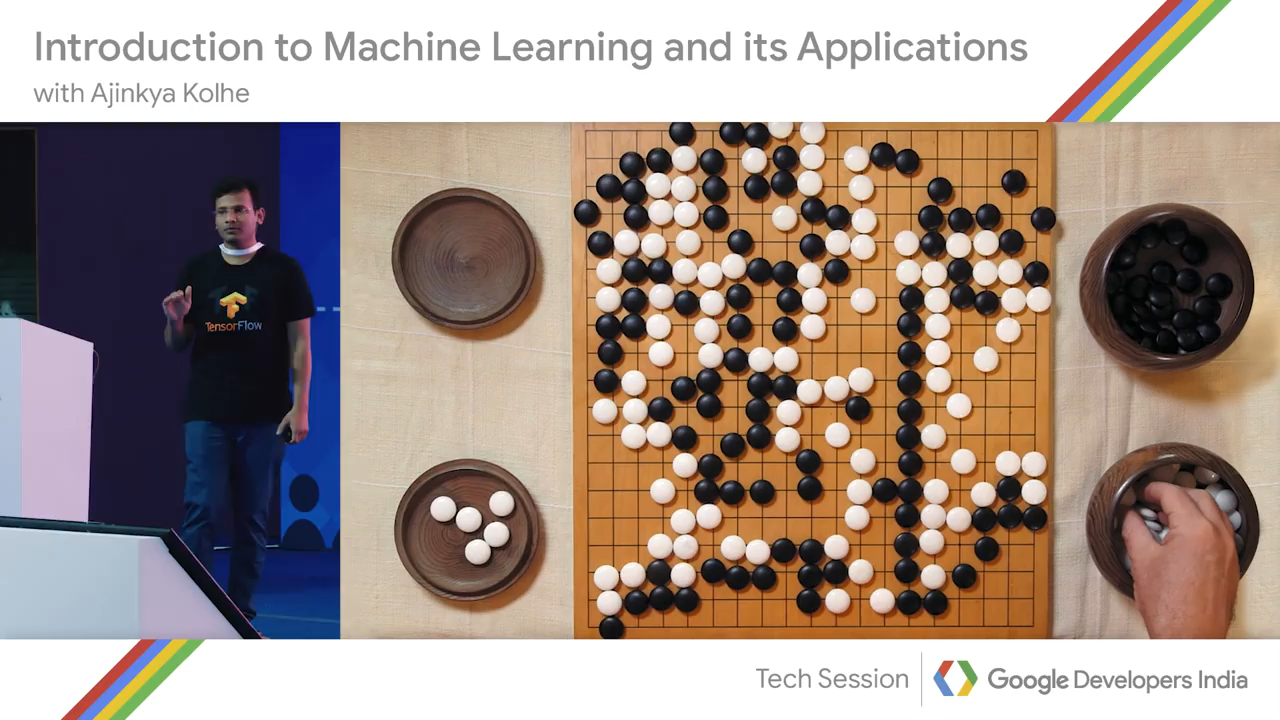 Introduction to Machine Learning and its Applications
with Ajinkya Kolhe
TensorFlow
Tech Session
Google Developers India